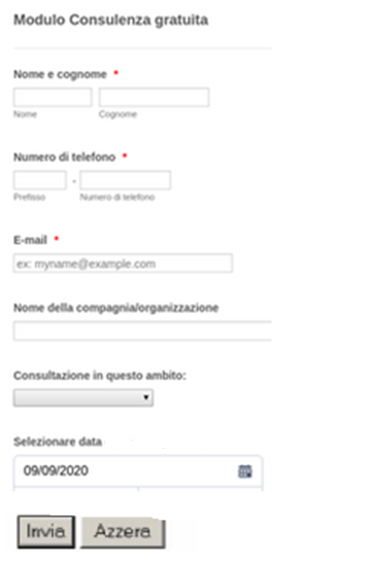 Modulo Consulenza gratuita
Nome e cognome *
Nome Cognome
Numero di telefono *
-
Prefisso Numero di telefono
E-mail *
ex: myname@example.com
Nome della compagnia/organizzazione
Consultazione in questo ambito:
Selezionare data
09/09/2020
Invia Azzera